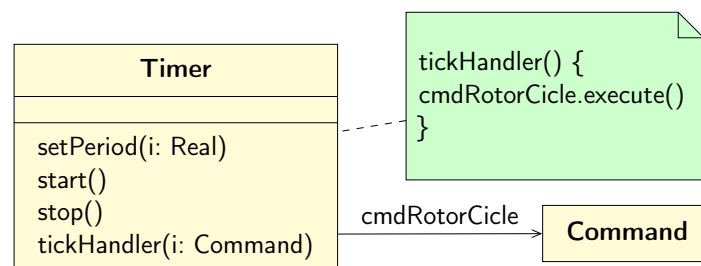 Timer
setPeriod(i: Real)
start()
stop()
tickHandler(i: Command)
tickHandler() {
cmdRotorCicle.execute()
}
cmdRotorCicle
Command